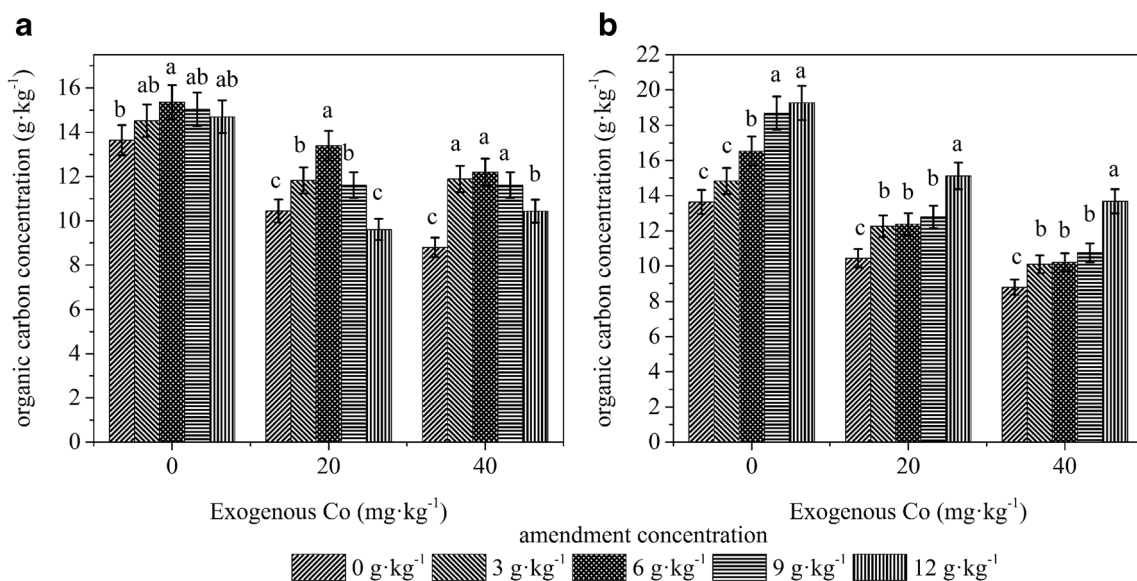 a
organic carbon concentration (g·kg⁻¹)
16
14
12
10
8
6
4
2
0
b
ab
a
ab
ab
c
b
a
b
c
c
a
a
a
b
0
20
40
Exogenous Co (mg·kg⁻¹)
b
organic carbon concentration (g·kg⁻¹)
22
20
18
16
14
12
10
8
6
4
2
0
c
c
b
a
a
c
b
b
b
a
c
b
b
b
a
0
20
40
Exogenous Co (mg·kg⁻¹)
amendment concentration
0 g·kg⁻¹ 3 g·kg⁻¹ 6 g·kg⁻¹ 9 g·kg⁻¹ 12 g·kg⁻¹